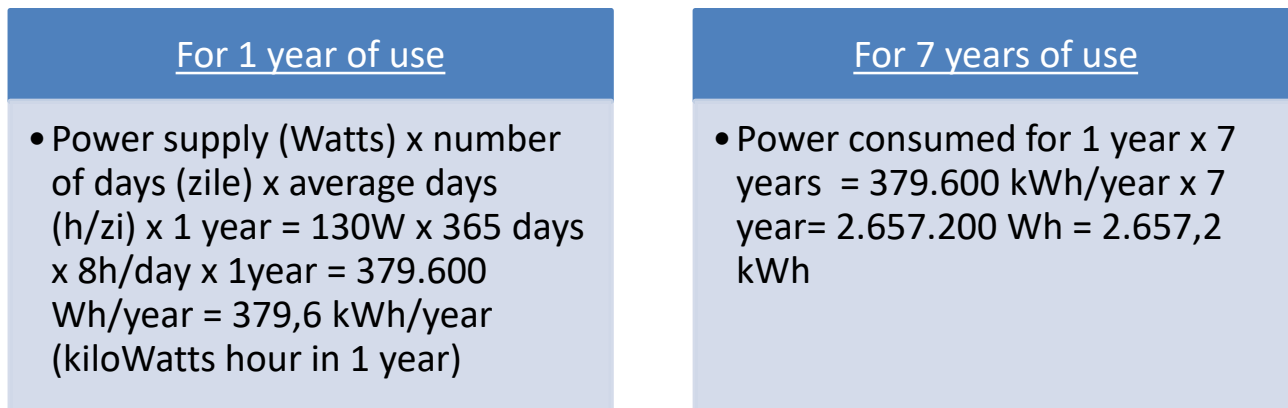 For 1 year of use
• Power supply (Watts) x number
of days (zile) x average days
(h/zi) x 1 year = 130W x 365 days
x 8h/day x 1year = 379.600
Wh/year = 379,6 kWh/year
(kiloWatts hour in 1 year)
For 7 years of use
• Power consumed for 1 year x 7
years = 379.600 kWh/year x 7
year= 2.657.200 Wh = 2.657,2
kWh